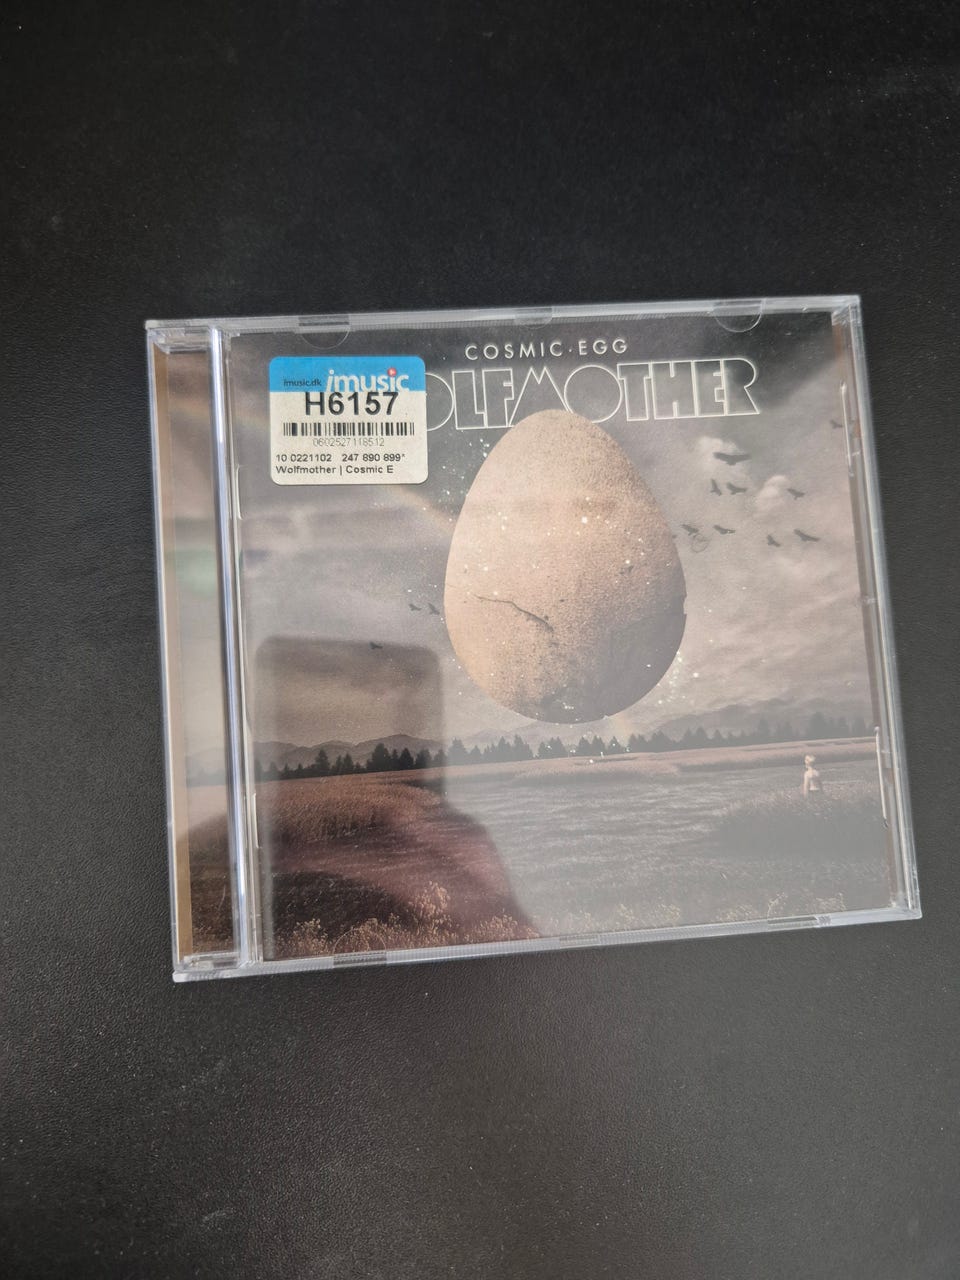 COSMIC·EGG
OLFMOTHER
imusic.dk imusic
H6157
0602527118512
10 0221102 247 890 899*
Wolfmother | Cosmic E